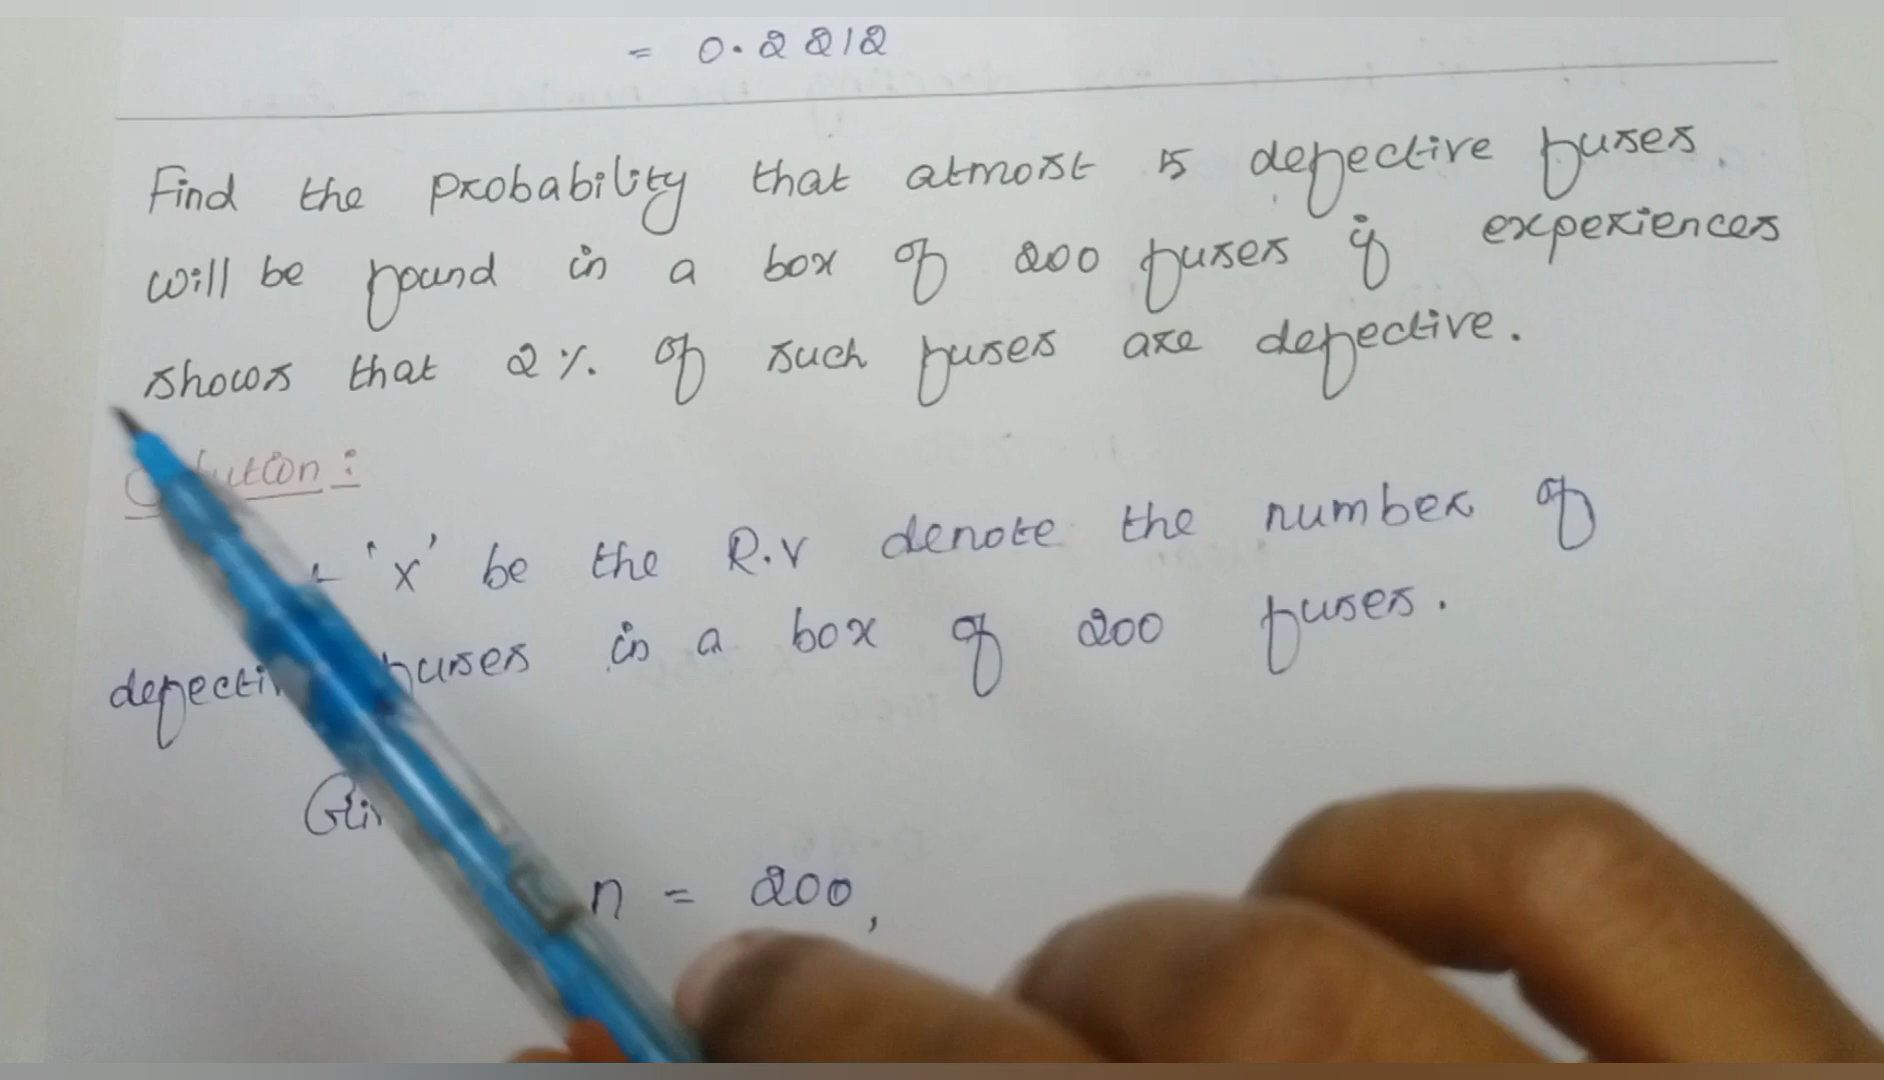 = 0.2212
Find the probability that atmost 5 defective fuses
will be found in a box of 200 fuses if experiences
shows that 2%. of such fuses are defective.
'x' be the R.V denote the number of
fuses in a box of 200 fuses.
n = 200,